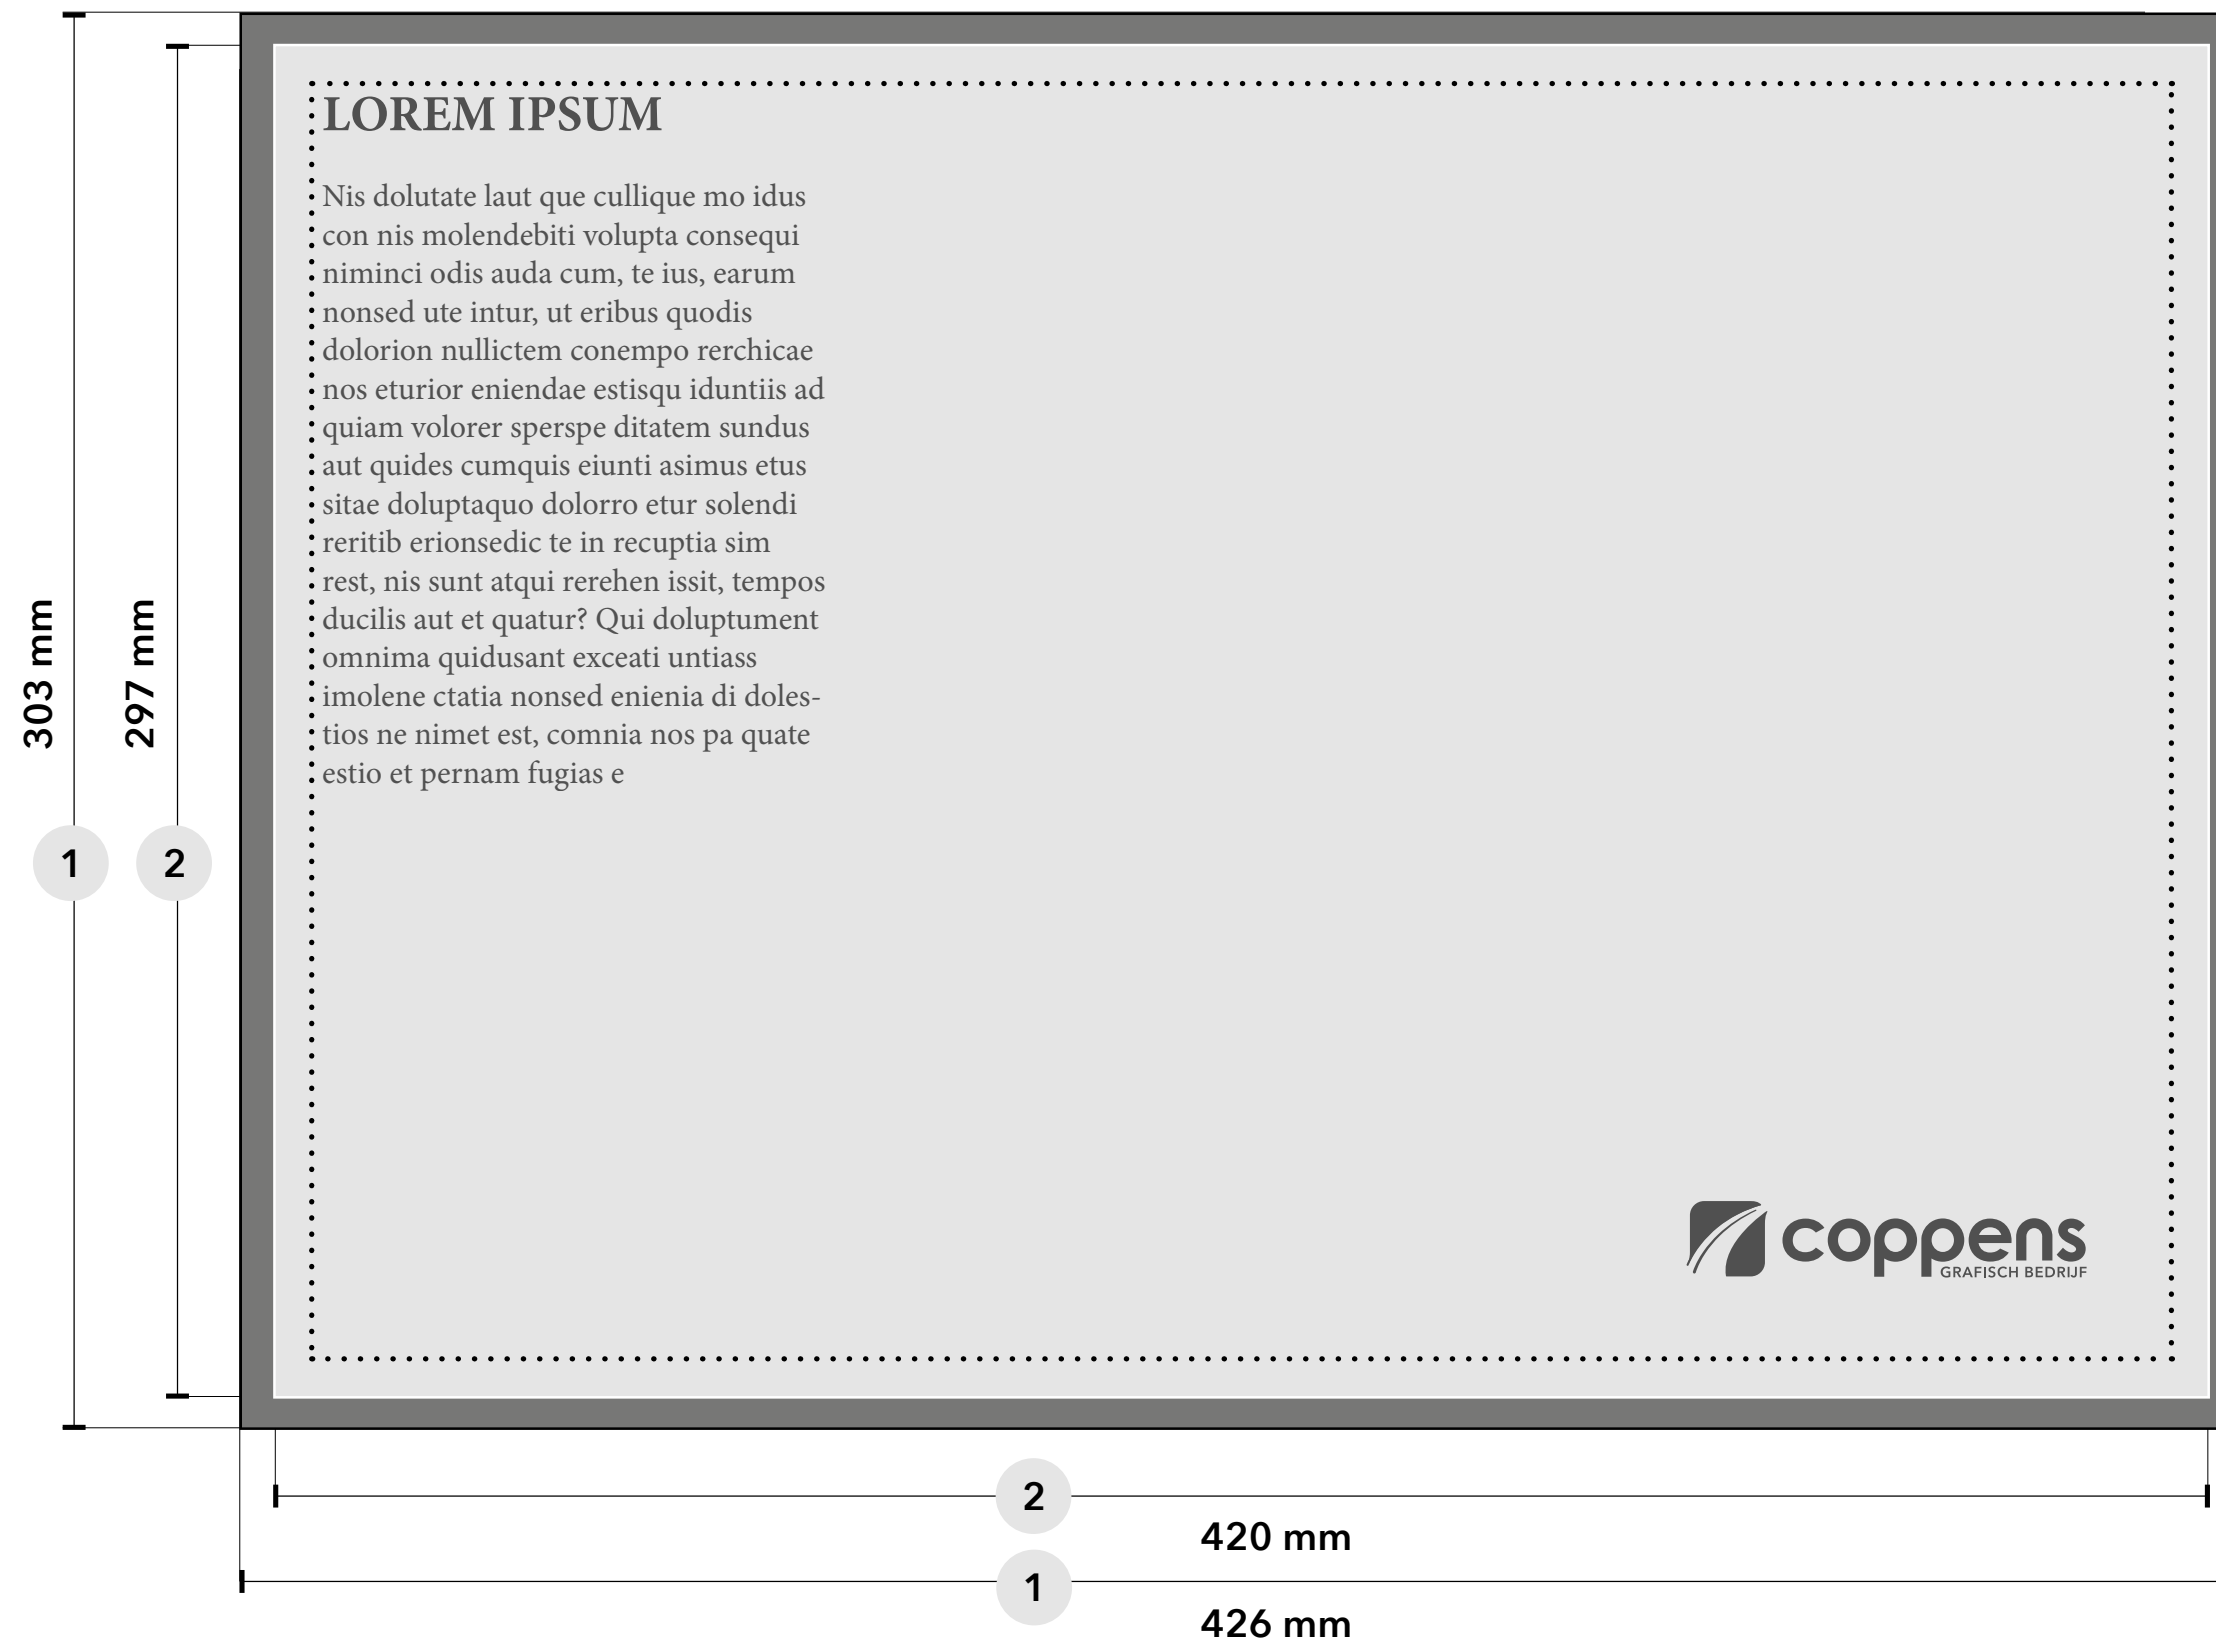 LOREM IPSUM
Nis dolutate laut que cullique mo idus
con nis molendebiti volupta consequi
niminci odis auda cum, te ius, earum
nonsed ute intur, ut eribus quodis
dolorion nullictem conempo rerchicae
nos eturior eniendae estisqu iduntiis ad
quiam volorer sperspe ditatem sundus
aut quides cumquis eiunti asimus etus
sitae doluptaquo dolorro etur solendi
reritib erionsedic te in recuptia sim
rest, nis sunt atqui rerehen issit, tempos
ducilis aut et quatur? Qui doluptument
omnima quidusant exceati untiass
imolene ctatia nonsed enienia di doles-
tios ne nimet est, comnia nos pa quate
estio et pernam fugias e
303 mm
297 mm
1
2
coppens
GRAFISCH BEDRIJF
2
420 mm
1
426 mm